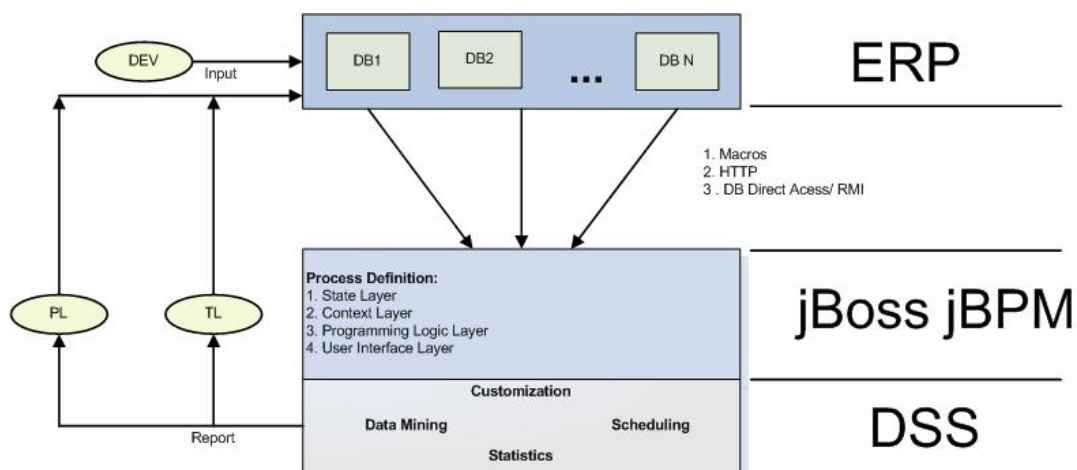 DEV
Input
DB1
DB2
...
DB N
ERP
1. Macros
2. HTTP
3 . DB Direct Acess/ RMI
Process Definition:
1. State Layer
2. Context Layer
3. Programming Logic Layer
4. User Interface Layer
jBoss jBPM
PL
TL
Customization
Data Mining
Scheduling
Statistics
Report
DSS